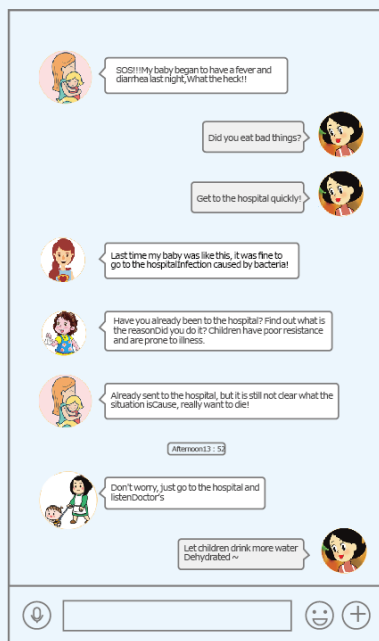 SOS!!!My baby began to have a fever and
diarrhea last night,What the heck!!
Did you eat bad things?
Get to the hospital quickly!
Last time my baby was like this, it was fine to
go to the hospitalInfection caused by bacteria!
Have you already been to the hospital? Find out what is
the reasonDid you do it? Children have poor resistance
and are prone to illness.
Already sent to the hospital, but it is still not clear what the
situation isCause, really want to die!
Afternoon13 : 52
Don't worry, just go to the hospital and
listenDoctor's
Let children drink more water
Dehydrated ~